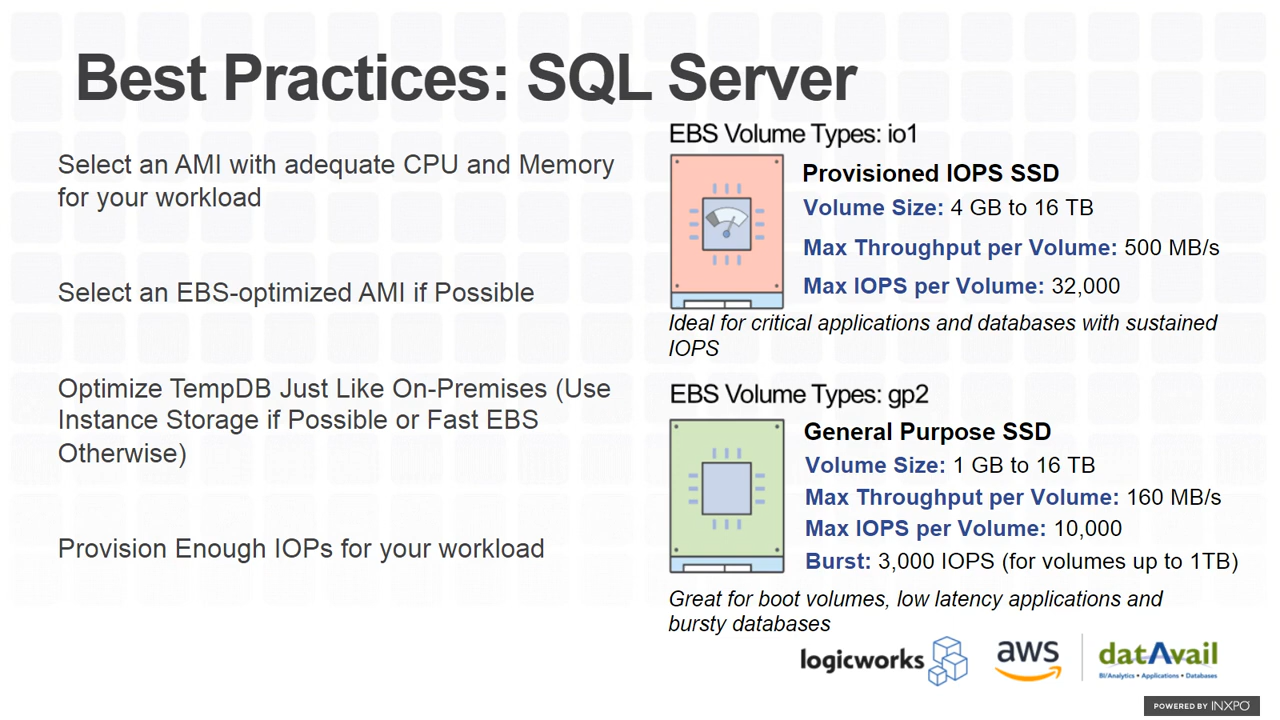 Best Practices: SQL Server
Select an AMI with adequate CPU and Memory
for your workload
Select an EBS-optimized AMI if Possible
Optimize TempDB Just Like On-Premises (Use
Instance Storage if Possible or Fast EBS
Otherwise)
Provision Enough IOPs for your workload
EBS Volume Types: io1
Provisioned IOPS SSD
Volume Size: 4 GB to 16 TB
Max Throughput per Volume: 500 MB/s
Max IOPS per Volume: 32,000
Ideal for critical applications and databases with sustained
IOPS
EBS Volume Types: gp2
General Purpose SSD
Volume Size: 1 GB to 16 TB
Max Throughput per Volume: 160 MB/s
Max IOPS per Volume: 10,000
Burst: 3,000 IOPS (for volumes up to 1TB)
Great for boot volumes, low latency applications and
bursty databases
logicworks
aws
datAvail
BI/Analytics • Applications • Databases
POWERED BY INXPO